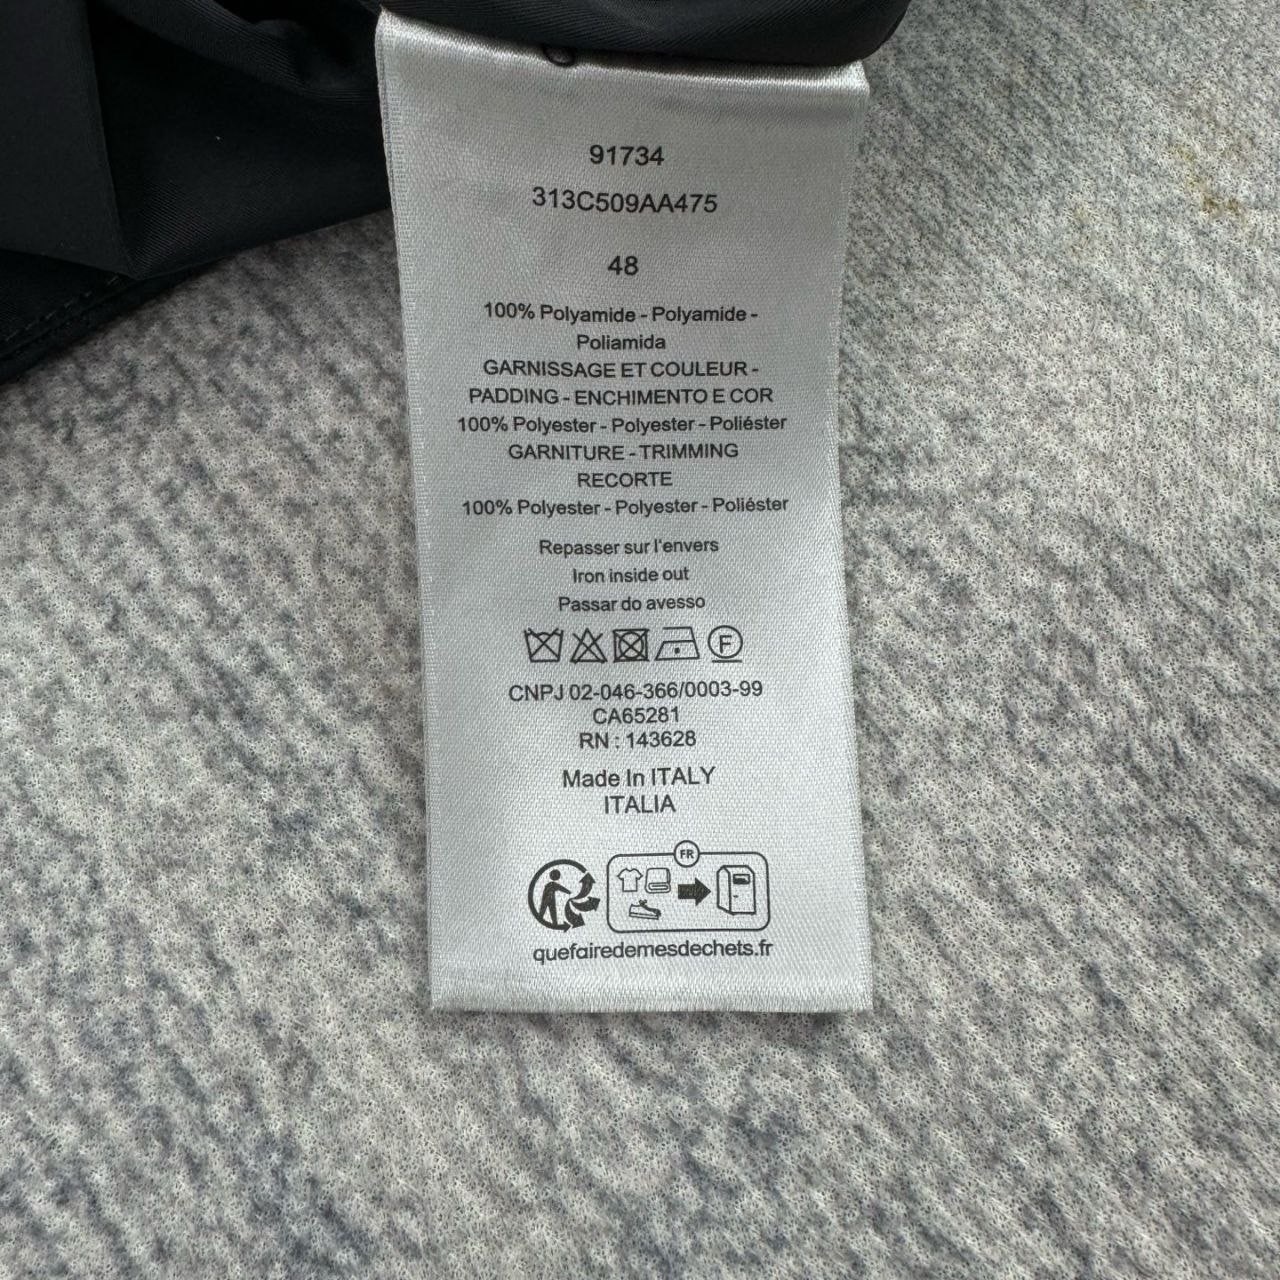 91734
313C509AA475
48
100% Polyamide - Polyamide -
Poliamida
GARNISSAGE ET COULEUR -
PADDING - ENCHIMENTO E COR
100% Polyester - Polyester - Poliéster
GARNITURE - TRIMMING
RECORTE
100% Polyester - Polyester - Poliéster
Repasser sur l'envers
Iron inside out
Passar do avesso
F
CNPJ 02-046-366/0003-99
CA65281
RN : 143628
Made In ITALY
ITALIA
FR
quefairedemesdechets.fr